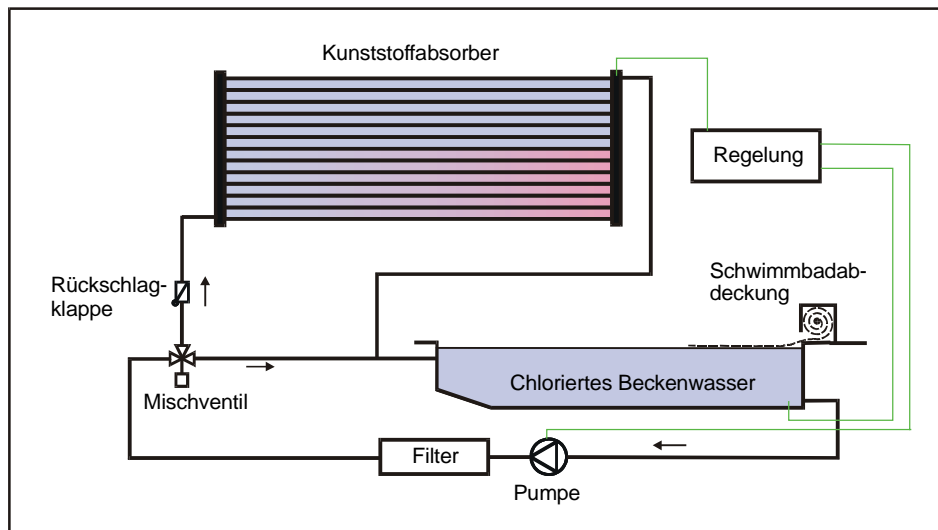 Kunststoffabsorber
Regelung
Rückschlag-
klappe
Schwimmbadab-
deckung
Mischventil
Chloriertes Beckenwasser
Filter
Pumpe